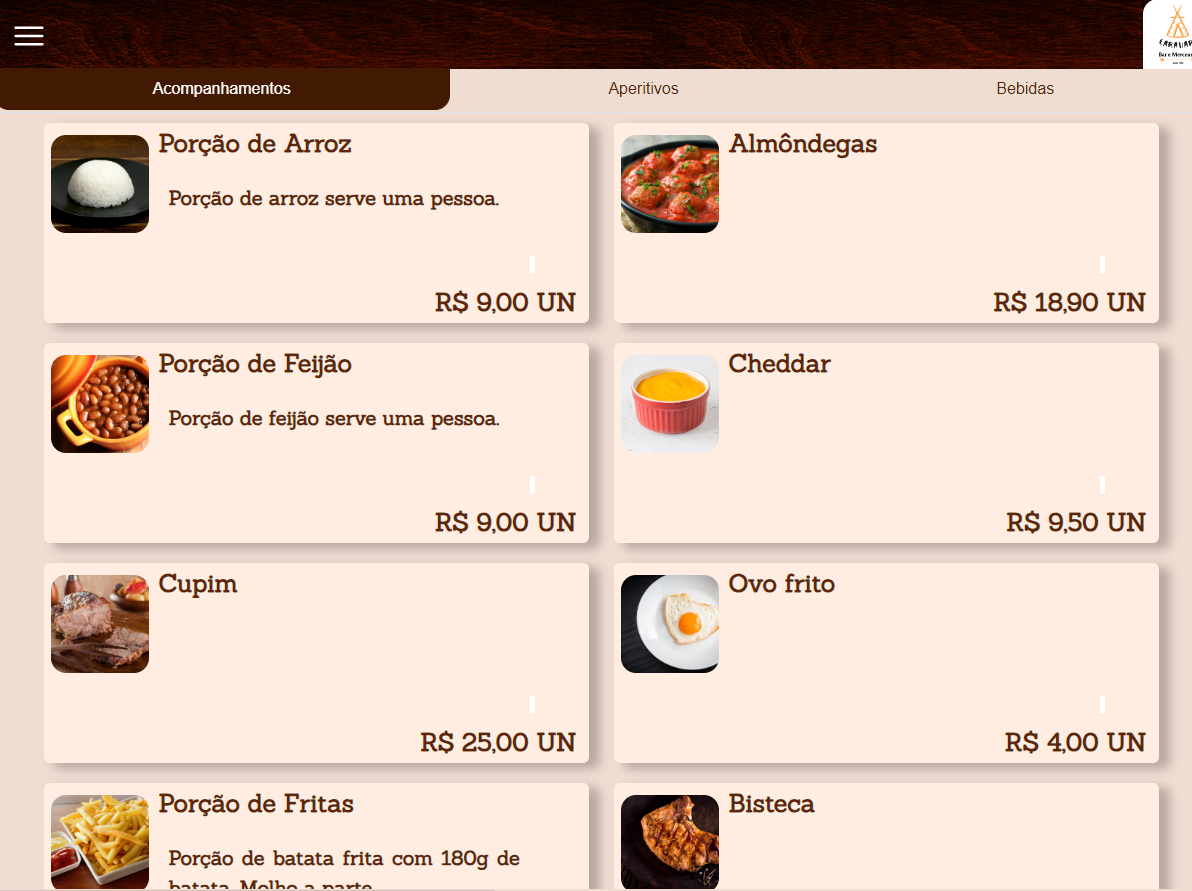 Acompanhamentos
Aperitivos
Bebidas
Porção de Arroz
Porção de arroz serve uma pessoa.
R$ 9,00 UN
Almôndegas
R$ 18,90 UN
Porção de Feijão
Porção de feijão serve uma pessoa.
R$ 9,00 UN
Cheddar
R$ 9,50 UN
Cupim
R$ 25,00 UN
Ovo frito
R$ 4,00 UN
Porção de Fritas
Porção de batata frita com 180g de
batata. Molho a parte
Bisteca